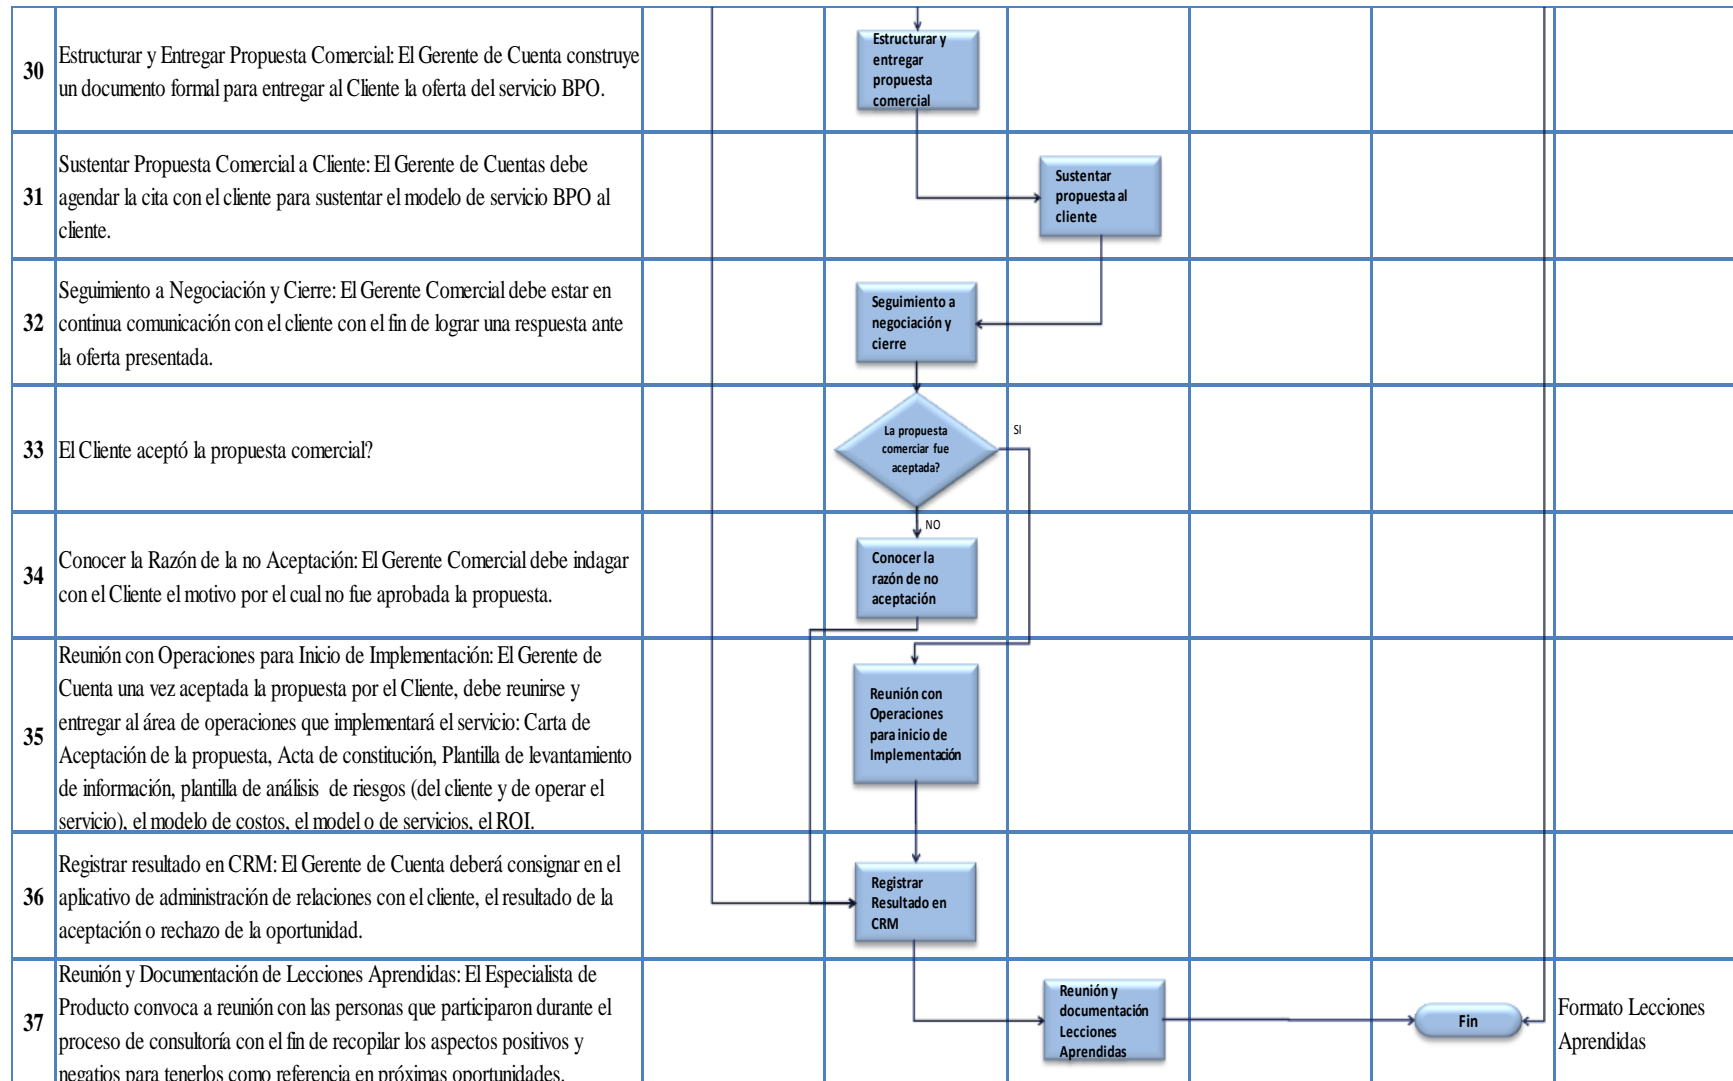 30
Estructurar y Entregar Propuesta Comercial: El Gerente de Cuenta construye
un documento formal para entregar al Cliente la oferta del servicio BPO.
Estructurar y
entregar
propuesta
comercial
31
Sustentar Propuesta Comercial a Cliente: El Gerente de Cuentas debe
agendar la cita con el cliente para sustentar el modelo de servicio BPO al
cliente.
Sustentar
propuesta al
cliente
32
Seguimiento a Negociación y Cierre: El Gerente Comercial debe estar en
continua comunicación con el cliente con el fin de lograr una respuesta ante
la oferta presentada.
Seguimiento a
negociación y
cierre
33
El Cliente aceptó la propuesta comercial?
La propuesta
comerciar fue
aceptada?
SI
NO
34
Conocer la Razón de la no Aceptación: El Gerente Comercial debe indagar
con el Cliente el motivo por el cual no fue aprobada la propuesta.
Conocer la
razón de no
aceptación
35
Reunión con Operaciones para Inicio de Implementación: El Gerente de
Cuenta una vez aceptada la propuesta por el Cliente, debe reunirse y
entregar al área de operaciones que implementará el servicio: Carta de
Aceptación de la propuesta, Acta de constitución, Plantilla de levantamiento
de información, plantilla de análisis de riesgos (del cliente y de operar el
servicio), el modelo de costos, el model o de servicios, el ROI.
Reunión con
Operaciones
para inicio de
Implementación
36
Registrar resultado en CRM: El Gerente de Cuenta deberá consignar en el
aplicativo de administración de relaciones con el cliente, el resultado de la
aceptación o rechazo de la oportunidad.
Registrar
Resultado en
CRM
37
Reunión y Documentación de Lecciones Aprendidas: El Especialista de
Producto convoca a reunión con las personas que participaron durante el
proceso de consultoría con el fin de recopilar los aspectos positivos y
negatios para tenerlos como referencia en próximas oportunidades.
Reunión y
documentación
Lecciones
Aprendidas
Fin
Formato Lecciones
Aprendidas